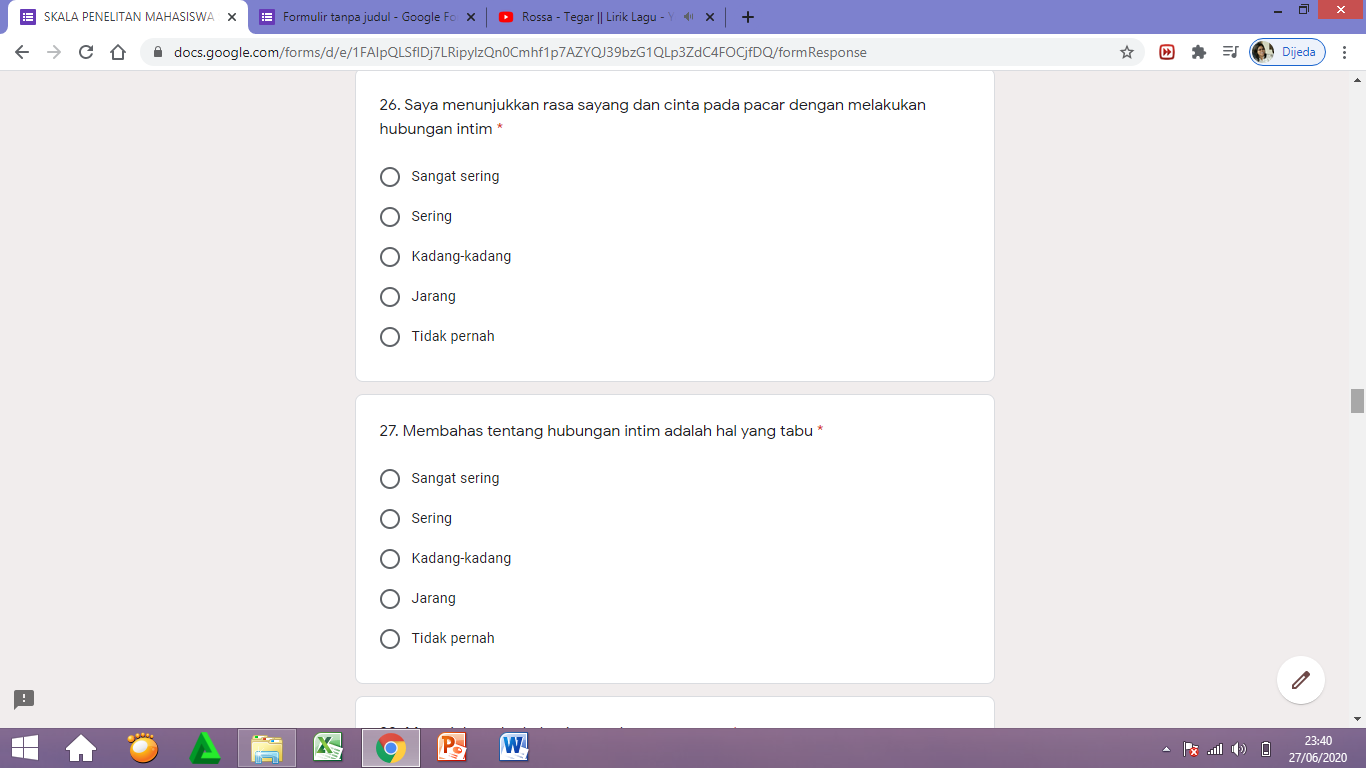 SKALA PENELITAN MAHASISWA
Formulir tanpa judul - Google Fo
Rossa - Tegar || Lirik Lagu - Y
docs.google.com/forms/d/e/1FAIpQLSfIDj7LRipyIzQn0Cmhf1p7AZYQJ39bzG1QLp3ZdC4FOCjfDQ/formResponse
Dijeda
26. Saya menunjukkan rasa sayang dan cinta pada pacar dengan melakukan
hubungan intim *
Sangat sering
Sering
Kadang-kadang
Jarang
Tidak pernah
27. Membahas tentang hubungan intim adalah hal yang tabu *
Sangat sering
Sering
Kadang-kadang
Jarang
Tidak pernah
23:40
27/06/2020